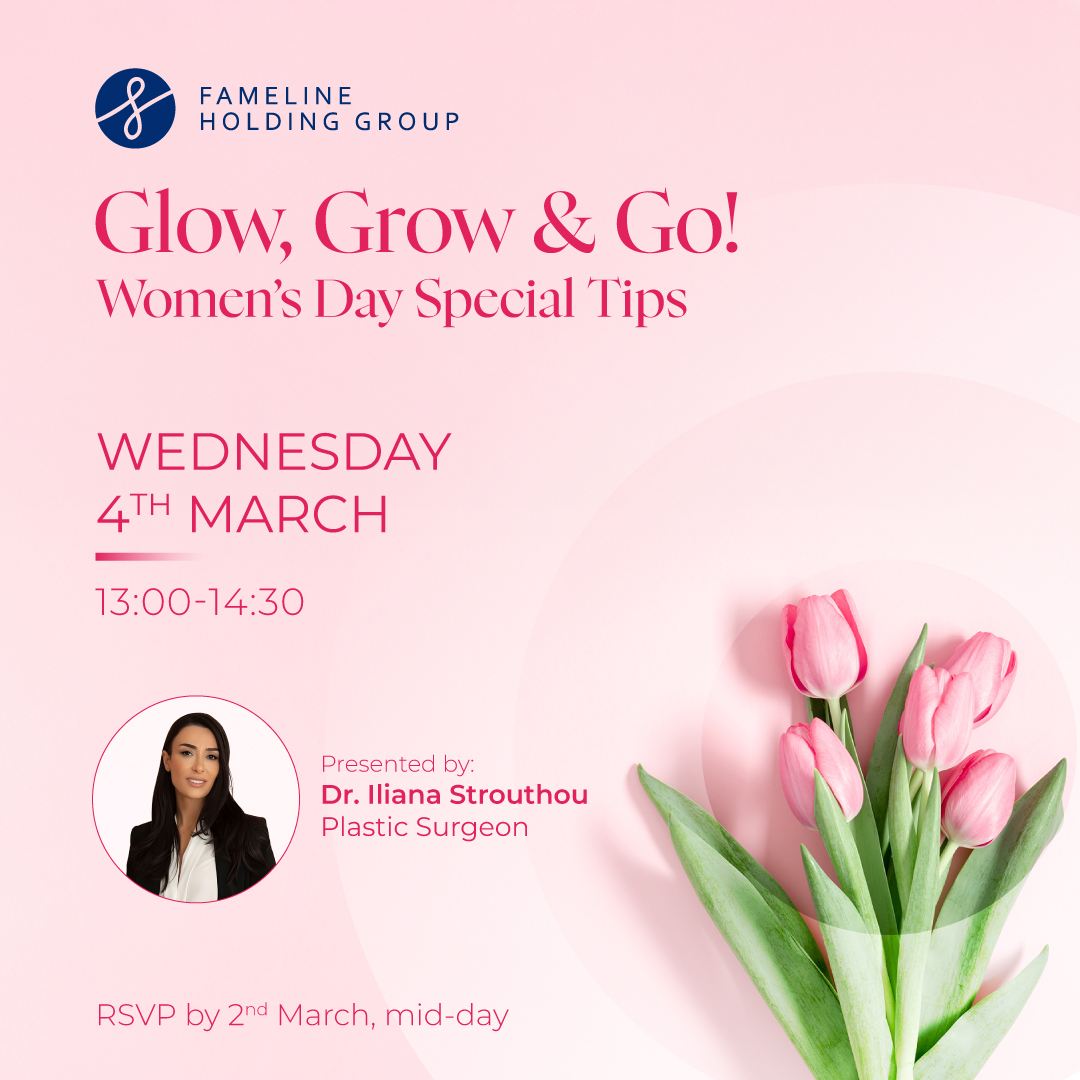 FAMELINE
HOLDING GROUP
Glow, Grow & Go!
Women’s Day Special Tips
WEDNESDAY
4TH MARCH
13:00-14:30
Presented by:
Dr. Iliana Strouthou
Plastic Surgeon
RSVP by 2nd March, mid-day